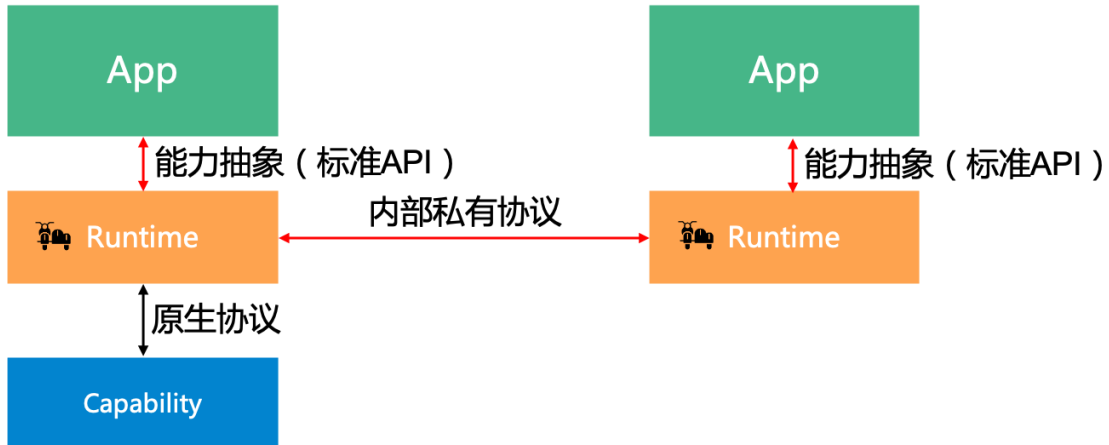 App
App
能力抽象（标准API）
能力抽象（标准API）
内部私有协议
Runtime
Runtime
原生协议
Capability